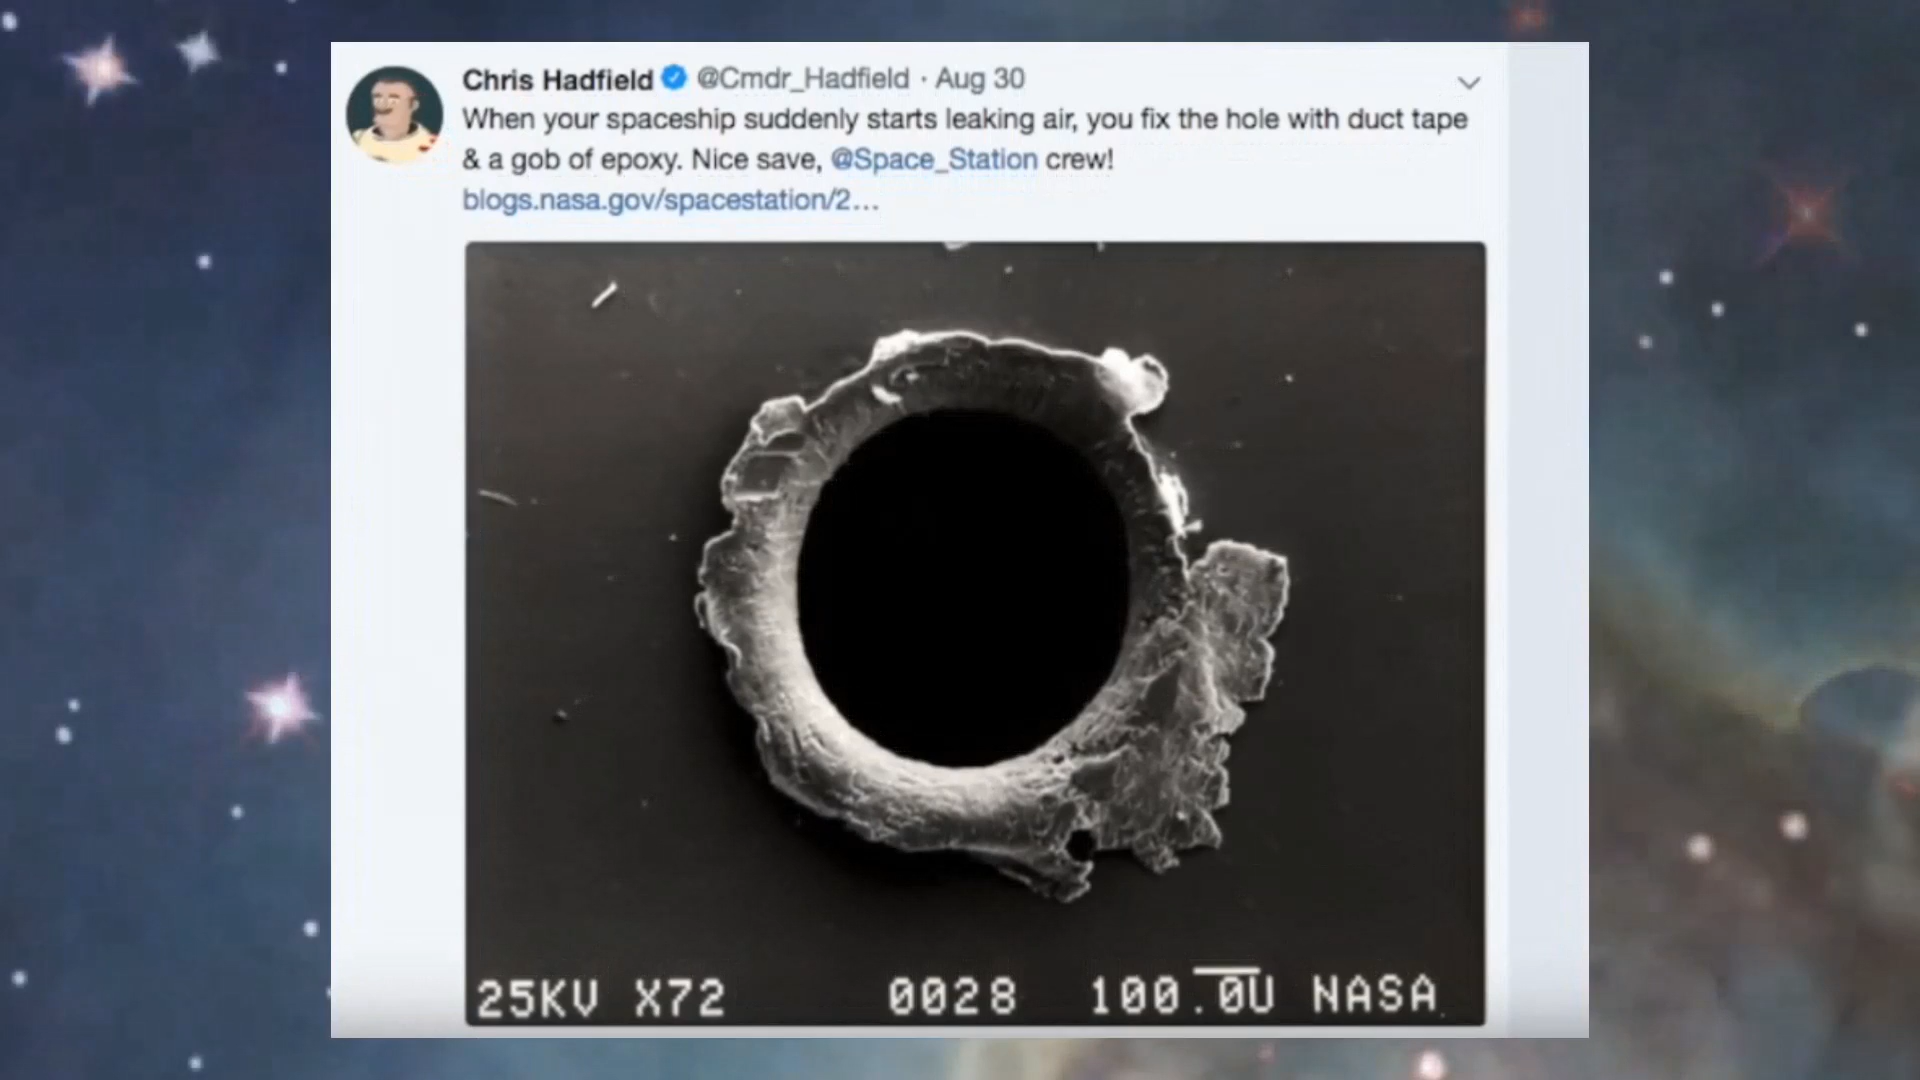 Chris Hadfield @Cmdr_Hadfield · Aug 30
When your spaceship suddenly starts leaking air, you fix the hole with duct tape
& a gob of epoxy. Nice save, @Space_Station crew!
blogs.nasa.gov/spacestation/2…
25KV X72 0028 100.0U NASA